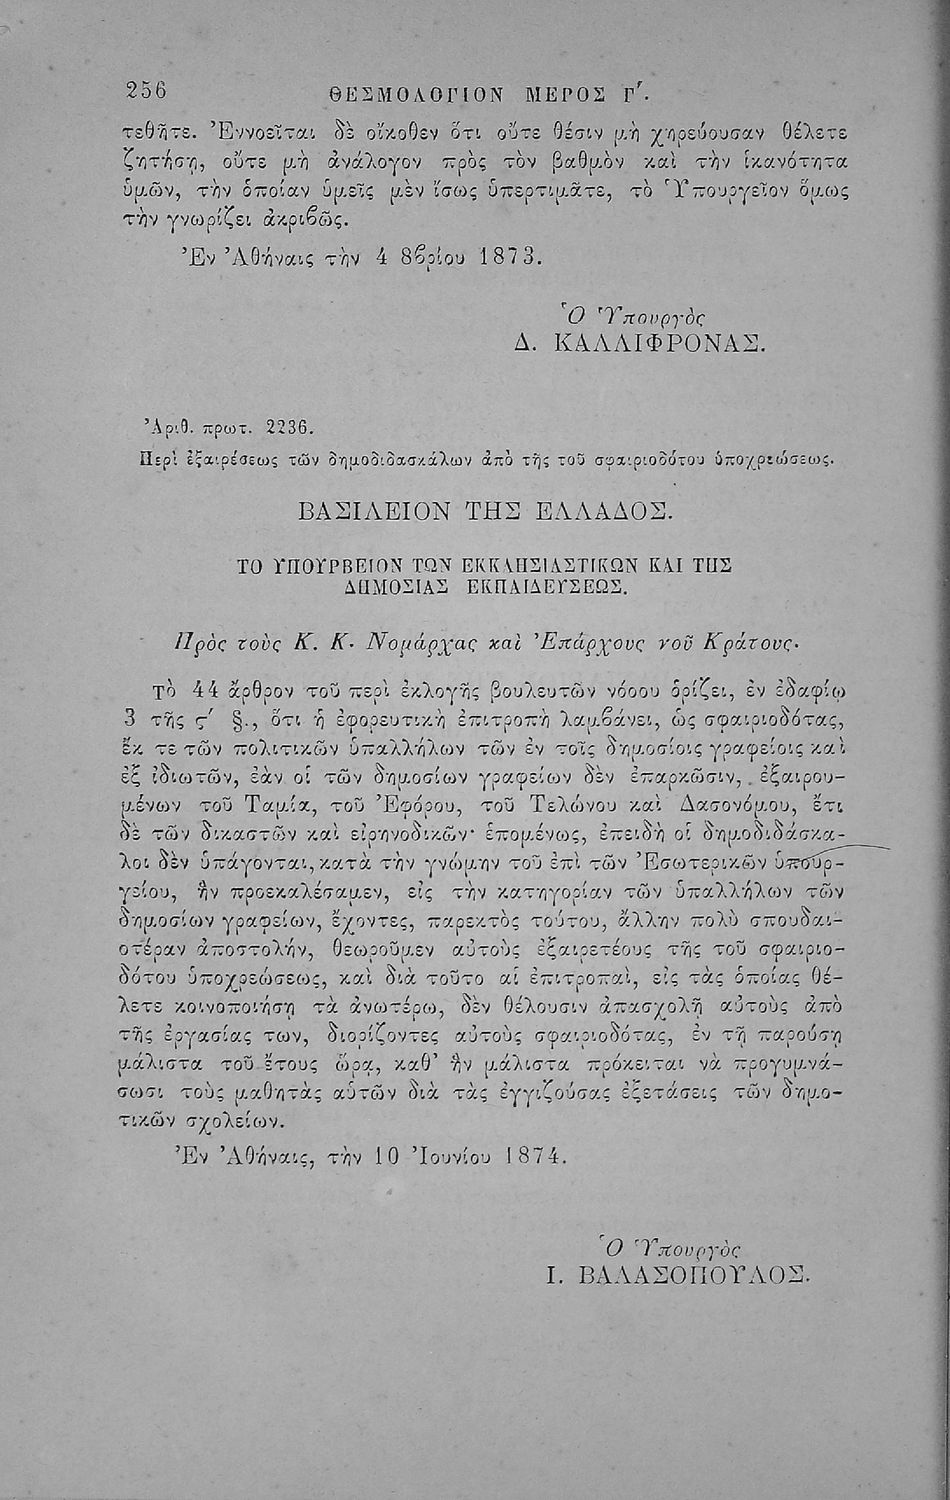 256 ΘΕΣΜΟΛΟΓΙΟΝ ΜΕΡΟΣ Γ΄.
τεθῆτε. Ἐννοεῖται δὲ οἴκοθεν ὅτι οὔτε θέσιν μὴ χηρεύουσαν θέλετε
ζητήσῃ, οὔτε μὴ ἀνάλογον πρὸς τὸν βαθμὸν καὶ τὴν ἱκανότητα
ὑμῶν, τὴν ὁποίαν ὑμεῖς μὲν ἴσως ὑπερτιμᾶτε, τὸ Ὑπουργεῖον ὅμως
τὴν γνωρίζει ἀκριβῶς.
Ἐν Ἀθήναις τὴν 4 8βρίου 1873.
Ὁ Ὑπουργὸς
Δ. ΚΑΛΛΙΦΡΟΝΑΣ.
Ἀριθ. πρωτ. 2236.
Περὶ ἐξαιρέσεως τῶν δημοδιδασκάλων ἀπὸ τῆς τοῦ σφαιριοδότου ὑποχρεώσεως.
ΒΑΣΙΛΕΙΟΝ ΤΗΣ ΕΛΛΑΔΟΣ.
ΤΟ ΥΠΟΥΡΒΕΙΟΝ ΤΩΝ ΕΚΚΛΗΣΙΑΣΤΙΚΩΝ ΚΑΙ ΤΗΣ
ΔΗΜΟΣΙΑΣ ΕΚΠΑΙΔΕΥΣΕΩΣ.
Πρὸς τοὺς Κ. Κ. Νομάρχας καὶ Ἐπάρχους τοῦ Κράτους.
Τὸ 44 ἄρθρον τοῦ περὶ ἐκλογῆς βουλευτῶν νόοου ὁρίζει, ἐν ἐδαφίῳ
3 τῆς ς΄ §., ὅτι ἡ ἐφορευτικὴ ἐπιτροπὴ λαμβάνει, ὡς σφαιριοδότας,
ἔκ τε τῶν πολιτικῶν ὑπαλλήλων τῶν ἐν τοῖς δημοσίοις γραφείοις καὶ
ἐξ ἰδιωτῶν, ἐὰν οἱ τῶν δημοσίων γραφείων δὲν ἐπαρκῶσιν, ἐξαιρου-
μένων τοῦ Ταμία, τοῦ Ἐφόρου, τοῦ Τελώνου καὶ Δασονόμου, ἔτι
δὲ τῶν δικαστῶν καὶ εἰρηνοδικῶν· ἑπομένως, ἐπειδὴ οἱ δημοδιδάσκα-
λοι δὲν ὑπάγονται, κατὰ τὴν γνώμην τοῦ ἐπὶ τῶν Ἐσωτερικῶν ὑπουρ-
γείου, ἣν προεκαλέσαμεν, εἰς τὴν κατηγορίαν τῶν ὑπαλλήλων τῶν
δημοσίων γραφείων, ἔχοντες, παρεκτὸς τούτου, ἄλλην πολὺ σπουδαι-
οτέραν ἀποστολήν, θεωροῦμεν αὐτοὺς ἐξαιρετέους τῆς τοῦ σφαιριο-
δότου ὑποχρεώσεως, καὶ διὰ τοῦτο αἱ ἐπιτροπαὶ, εἰς τὰς ὁποίας θέ-
λετε κοινοποιήσῃ τὰ ἀνωτέρω, δὲν θέλουσιν ἀπασχολῇ αὐτοὺς ἀπὸ
τῆς ἐργασίας των, διορίζοντες αὐτοὺς σφαιριοδότας, ἐν τῇ παρούσῃ
μάλιστα τοῦ ἔτους ὥρᾳ, καθ᾽ ἣν μάλιστα πρόκειται νὰ προγυμνά-
σωσι τοὺς μαθητὰς αὐτῶν διὰ τὰς ἐγγιζούσας ἐξετάσεις τῶν δημο-
τικῶν σχολείων.
Ἐν Ἀθήναις, τὴν 10 Ἰουνίου 1874.
Ὁ Ὑπουργὸς
Ι. ΒΑΛΑΣΟΠΟΥΛΟΣ.